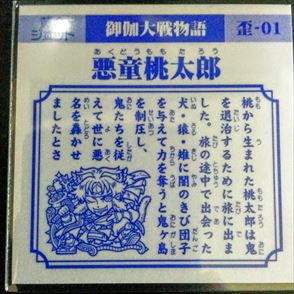 御伽大戦物語
歪-01
あくどうももたろう
悪童桃太郎
桃から生まれた桃太郎は鬼
を退治するために旅に出ま
した。旅の途中で出会った
犬・猿・雉に闇のきび団子
を与えて力を奪うと鬼ヶ島
を制圧し、
鬼たちを従
えて世に悪
名を轟かせ
ましたとさ